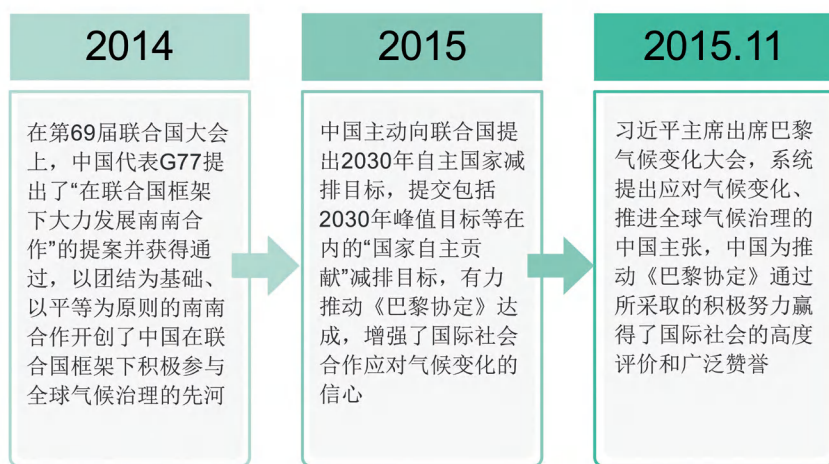 2014
在第69届联合国大会
上，中国代表G77提
出了“在联合国框架
下大力发展南南合
作”的提案并获得通
过，以团结为基础、
以平等为原则的南南
合作开创了中国在联
合国框架下积极参与
全球气候治理的先河
2015
中国主动向联合国提
出2030年自主国家减
排目标，提交包括
2030年峰值目标等在
内的“国家自主贡
献”减排目标，有力
推动《巴黎协定》达
成，增强了国际社会
合作应对气候变化的
信心
2015.11
习近平主席出席巴黎
气候变化大会，系统
提出应对气候变化、
推进全球气候治理的
中国主张，中国为推
动《巴黎协定》通过
所采取的积极努力赢
得了国际社会的高度
评价和广泛赞誉